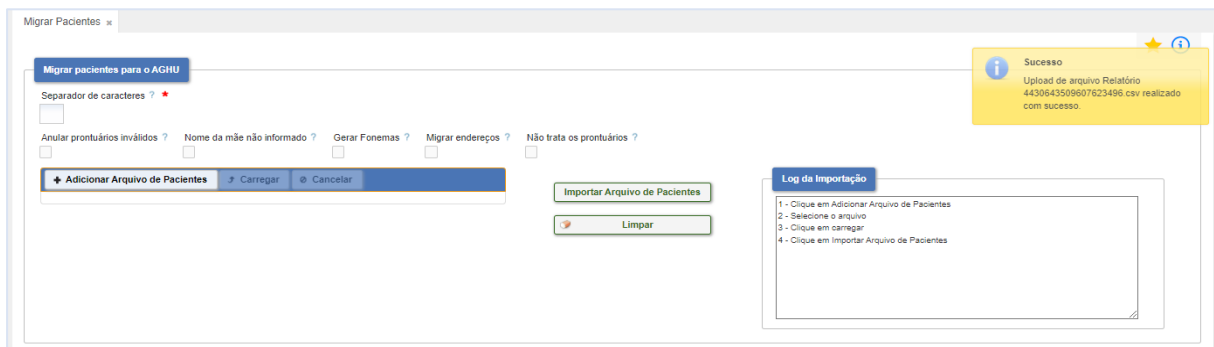 Migrar Pacientes
Migrar pacientes para o AGHU
Separador de caracteres ? *
Anular prontuários inválidos ? Nome da mãe não informado ? Gerar Fonemas ? Migrar endereços ? Não trata os prontuários ?
+ Adicionar Arquivo de Pacientes Carregar Cancelar
Importar Arquivo de Pacientes
Limpar
Log da Importação
1 - Clique em Adicionar Arquivo de Pacientes
2 - Selecione o arquivo
3 - Clique em carregar
4 - Clique em Importar Arquivo de Pacientes
Sucesso
Upload de arquivo Relatório
4430643509607623496.csv realizado
com sucesso.